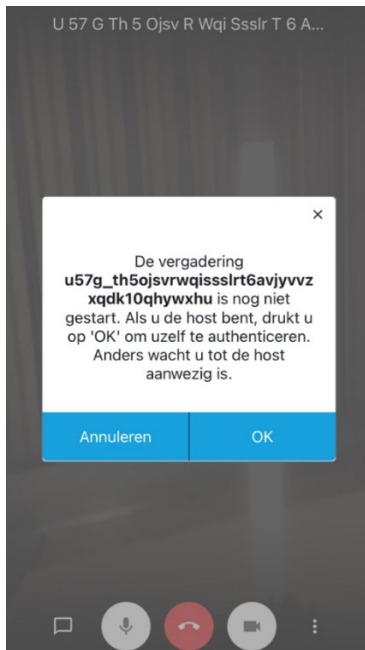 U 57 G Th 5 Ojsv R Wqi Ssslr T 6 A...
×
De vergadering
u57g_th5ojsvrwqissslrt6avjyvvz
xqdk10qhywxhu is nog niet
gestart. Als u de host bent, drukt u
op 'OK' om uzelf te authenticeren.
Anders wacht u tot de host
aanwezig is.
Annuleren
OK